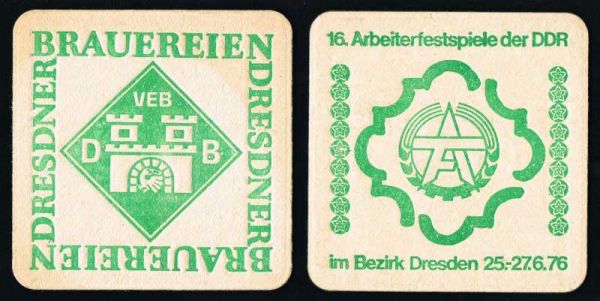 BRAUEREIEN
DRESDNER
DRESDNER
BRAUEREIEN
VEB
D B
16. Arbeiterfestspiele der DDR
A
im Bezirk Dresden 25.-27.6.76